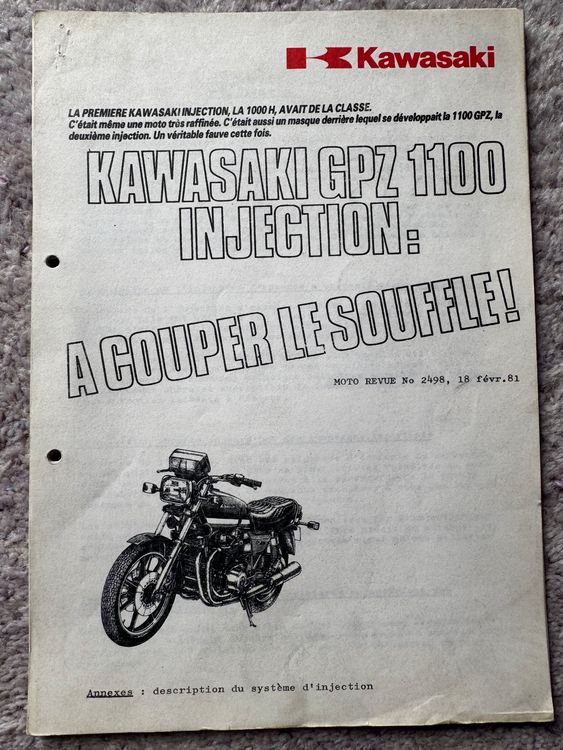 Kawasaki
LA PREMIERE KAWASAKI INJECTION, LA 1000 H, AVAIT DE LA CLASSE.
C'était même une moto très raffinée. C'était aussi un masque derrière lequel se développait la 1100 GPZ, la
deuxième injection. Un véritable fauve cette fois.
KAWASAKI GPZ 1100
INJECTION:
A COUPER LE SOUFFLE!
MOTO REVUE No 2498, 18 févr.81
Annexes : description du système d'injection